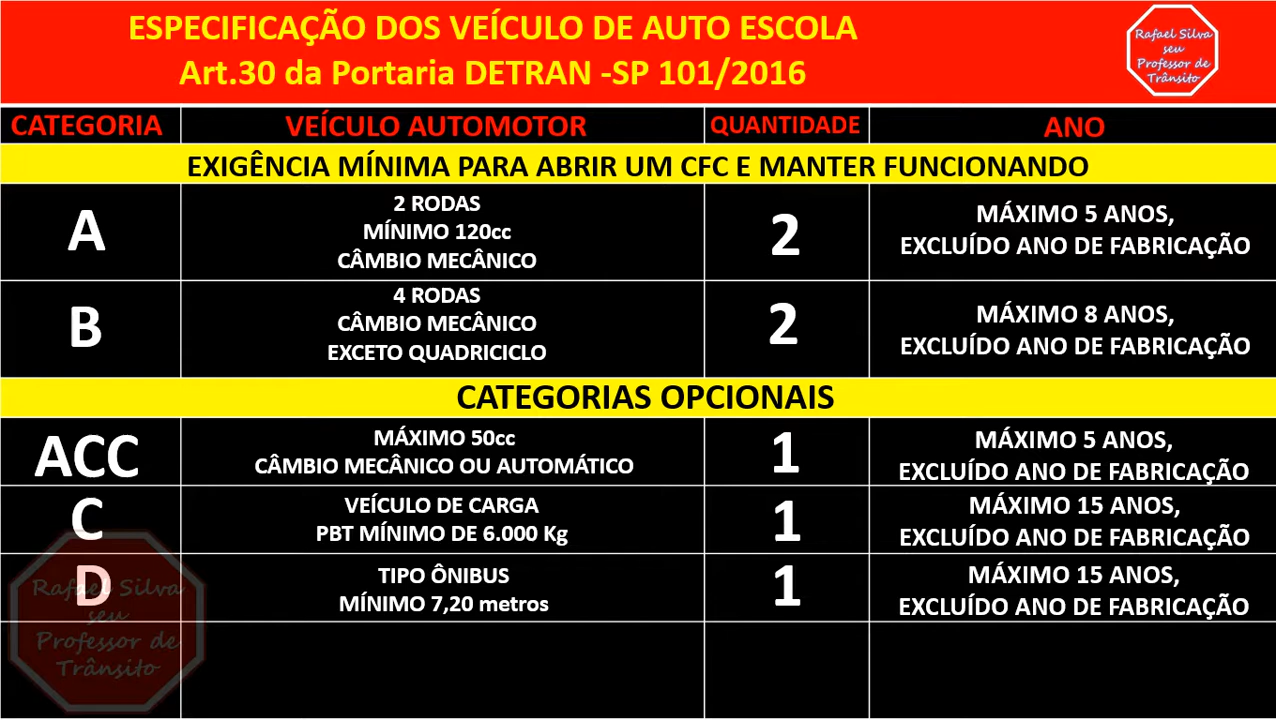 ESPECIFICAÇÃO DOS VEÍCULO DE AUTO ESCOLA
Art.30 da Portaria DETRAN -SP 101/2016
Rafael Silva
seu
Professor de
Trânsito
CATEGORIA VEÍCULO AUTOMOTOR QUANTIDADE ANO
EXIGÊNCIA MÍNIMA PARA ABRIR UM CFC E MANTER FUNCIONANDO
A
2 RODAS
MÍNIMO 120cc
CÂMBIO MECÂNICO
2
MÁXIMO 5 ANOS,
EXCLUÍDO ANO DE FABRICAÇÃO
B
4 RODAS
CÂMBIO MECÂNICO
EXCETO QUADRICICLO
2
MÁXIMO 8 ANOS,
EXCLUÍDO ANO DE FABRICAÇÃO
CATEGORIAS OPCIONAIS
ACC
MÁXIMO 50cc
CÂMBIO MECÂNICO OU AUTOMÁTICO
1
MÁXIMO 5 ANOS,
EXCLUÍDO ANO DE FABRICAÇÃO
C
VEÍCULO DE CARGA
PBT MÍNIMO DE 6.000 Kg
1
MÁXIMO 15 ANOS,
EXCLUÍDO ANO DE FABRICAÇÃO
D
TIPO ÔNIBUS
MÍNIMO 7,20 metros
1
MÁXIMO 15 ANOS,
EXCLUÍDO ANO DE FABRICAÇÃO
Rafael Silva
seu
Professor de
Trânsito